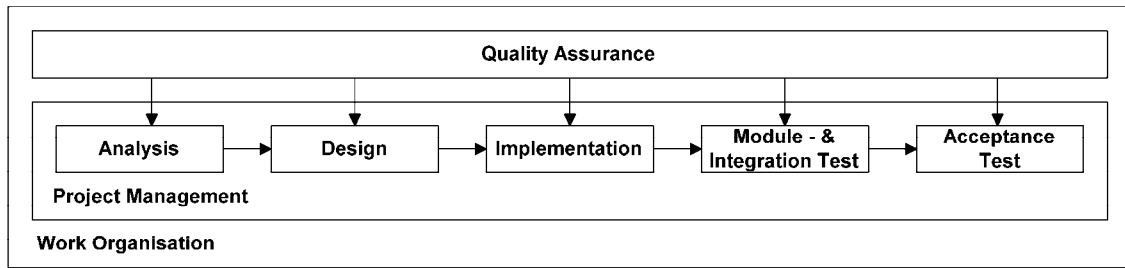 Quality Assurance
Analysis
Design
Implementation
Module - &
Integration Test
Acceptance
Test
Project Management
Work Organisation